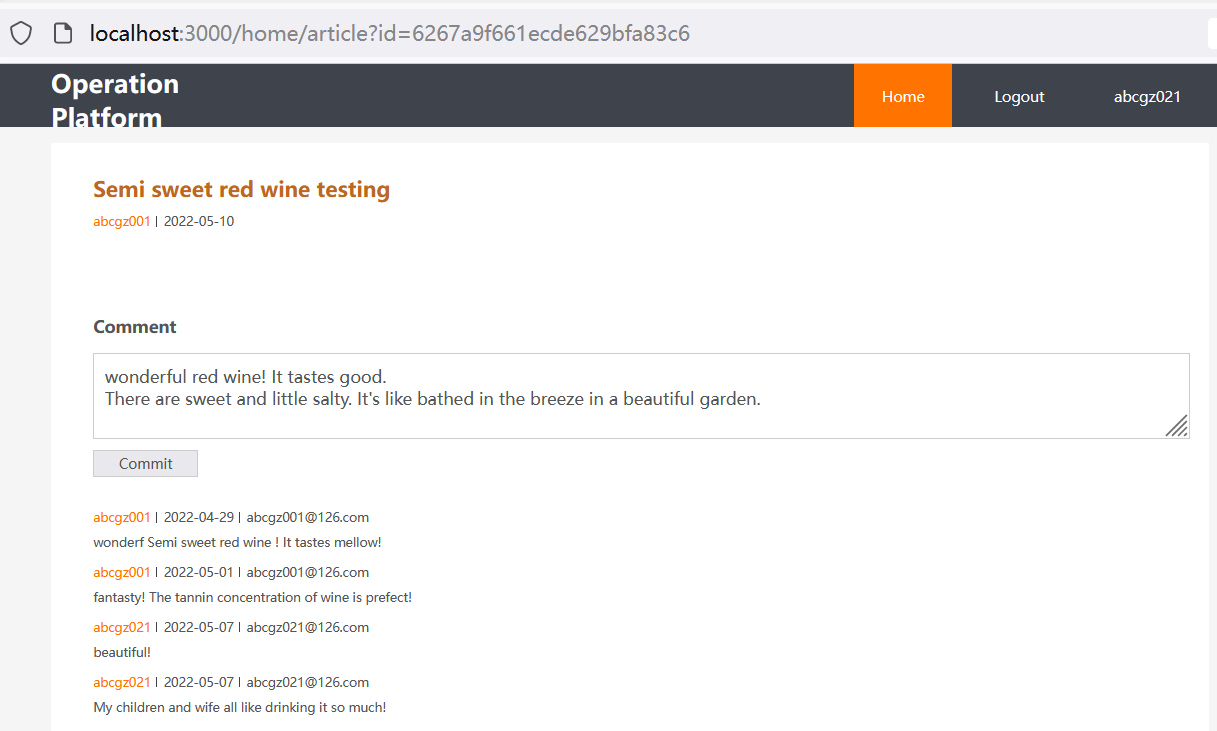 localhost:3000/home/article?id=6267a9f661ecde629bfa83c6
Operation
Platform
Home
Logout
abcgz021
Semi sweet red wine testing
abcgz001 | 2022-05-10
Comment
wonderful red wine! It tastes good.
There are sweet and little salty. It's like bathed in the breeze in a beautiful garden.
Commit
abcgz001 | 2022-04-29 | abcgz001@126.com
wonderf Semi sweet red wine ! It tastes mellow!
abcgz001 | 2022-05-01 | abcgz001@126.com
fantasty! The tannin concentration of wine is prefect!
abcgz021 | 2022-05-07 | abcgz021@126.com
beautiful!
abcgz021 | 2022-05-07 | abcgz021@126.com
My children and wife all like drinking it so much!